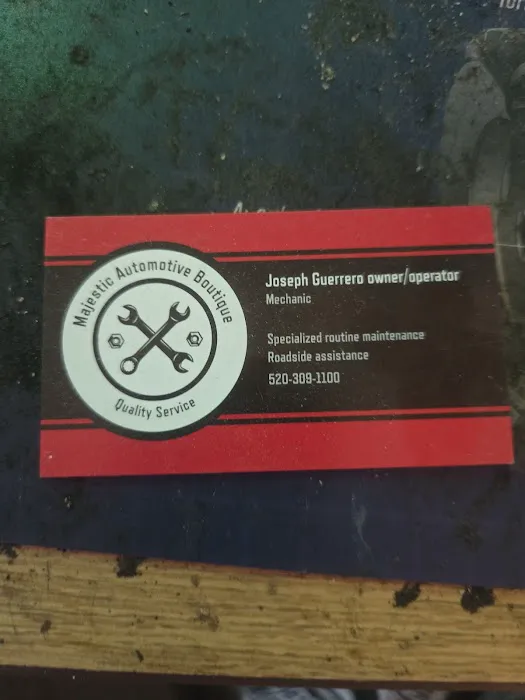 Majestic Automotive Boutique
Quality Service
Joseph Guerrero owner/operator
Mechanic
Specialized routine maintenance
Roadside assistance
520-309-1100